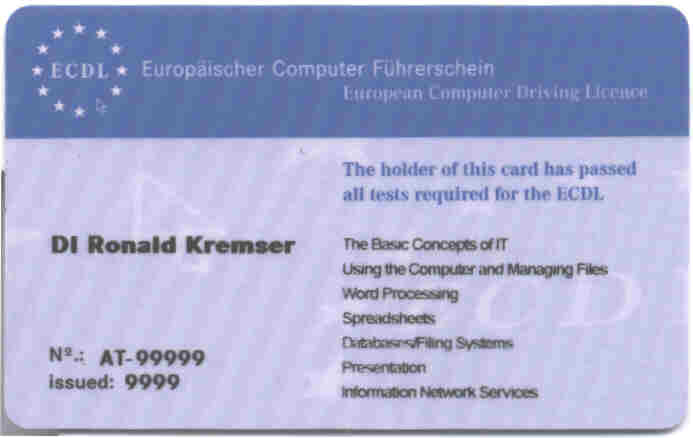 ECDL
Europäischer Computer Führerschein
European Computer Driving Licence
The holder of this card has passed
all tests required for the ECDL
DI Ronald Kremser
The Basic Concepts of IT
Using the Computer and Managing Files
Word Processing
Spreadsheets
Databases/Filing Systems
Presentation
Information Network Services
Nº.: AT-99999
issued: 9999
ECDL